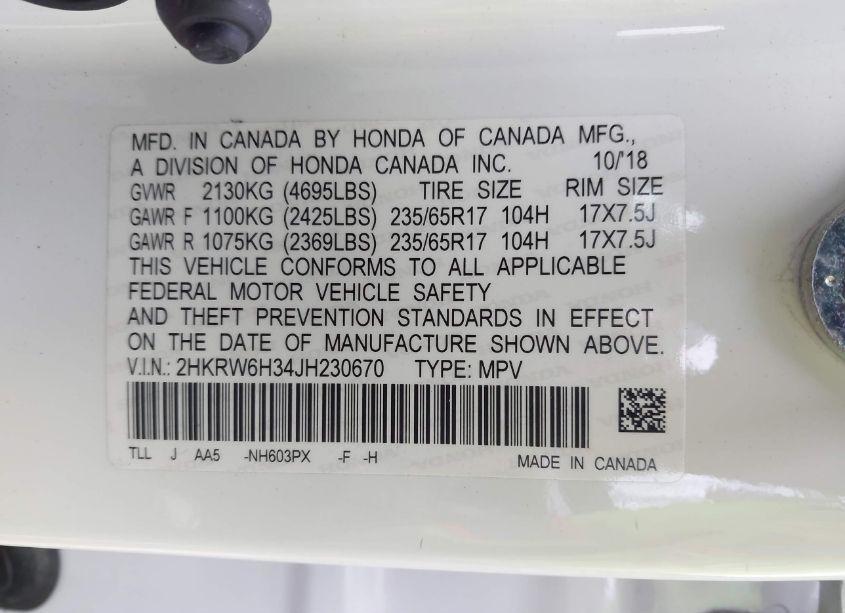 MFD. IN CANADA BY HONDA OF CANADA MFG.,
A DIVISION OF HONDA CANADA INC. 10/'18
GVWR 2130KG (4695LBS) TIRE SIZE RIM SIZE
GAWR F 1100KG (2425LBS) 235/65R17 104H 17X7.5J
GAWR R 1075KG (2369LBS) 235/65R17 104H 17X7.5J
THIS VEHICLE CONFORMS TO ALL APPLICABLE
FEDERAL MOTOR VEHICLE SAFETY
AND THEFT PREVENTION STANDARDS IN EFFECT
ON THE DATE OF MANUFACTURE SHOWN ABOVE.
V.I.N.: 2HKRW6H34JH230670 TYPE: MPV
TLL J AA5 -NH603PX -F -H
MADE IN CANADA